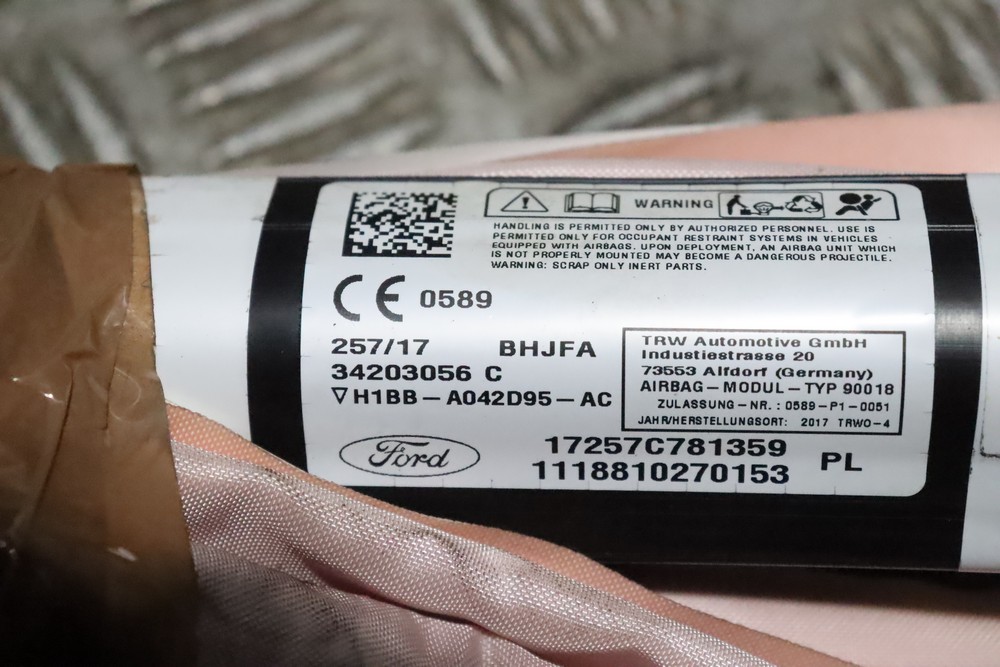 WARNING
HANDLING IS PERMITTED ONLY BY AUTHORIZED PERSONNEL. USE IS
PERMITTED ONLY FOR OCCUPANT RESTRAINT SYSTEMS IN VEHICLES
EQUIPPED WITH AIRBAGS. UPON DEPLOYMENT, AN AIRBAG UNIT WHICH
IS NOT PROPERLY MOUNTED MAY BECOME A DANGEROUS PROJECTILE.
WARNING: SCRAP ONLY INERT PARTS.
CE 0589
257/17 BHJFA
34203056 C
▽H1BB-A042D95-AC
TRW Automotive GmbH
Industiestrasse 20
73553 Alfdorf (Germany)
AIRBAG-MODUL-TYP 90018
ZULASSUNG-NR.: 0589-P1-0051
JAHR/HERSTELLUNGSORT: 2017 TRWO-4
Ford
17257C781359
1118810270153
PL